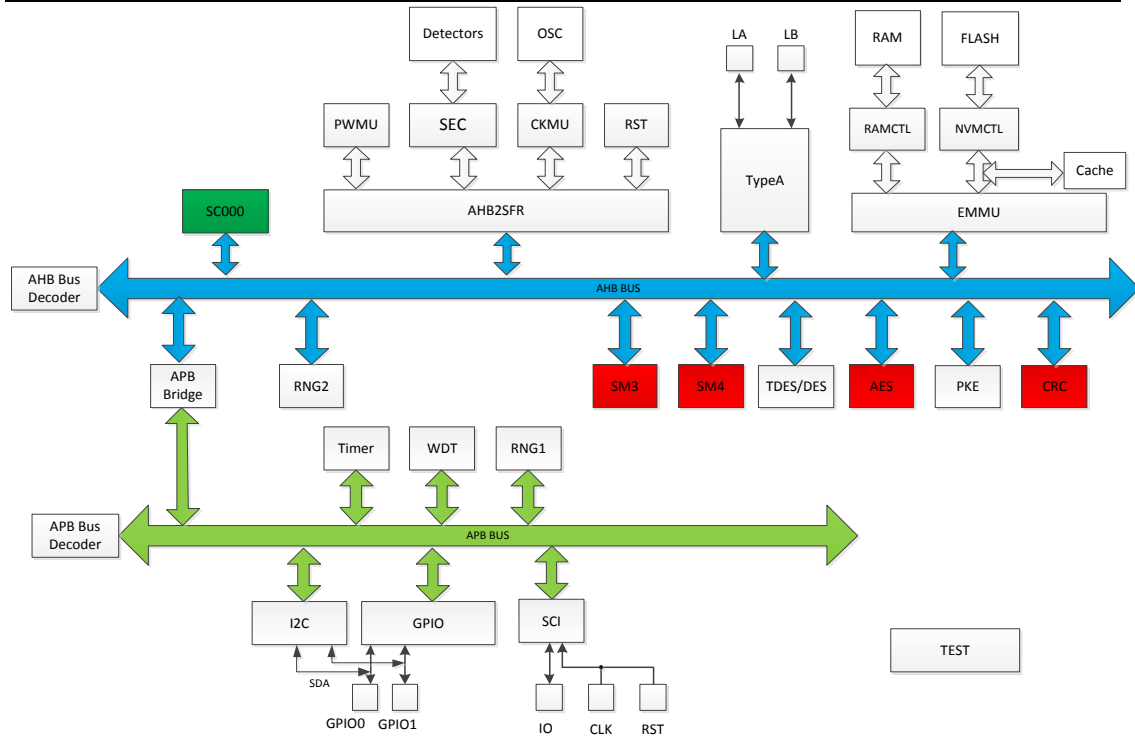 LA
LB
Detectors
OSC
RAM
FLASH
PWMU
SEC
CKMU
RST
RAMCTL
NVMCTL
TypeA
Cache
SC000
AHB2SFR
EMMU
AHB Bus
Decoder
AHB BUS
APB
Bridge
RNG2
SM3
SM4
TDES/DES
AES
PKE
CRC
Timer
WDT
RNG1
APB Bus
Decoder
APB BUS
I2C
GPIO
SCI
TEST
SDA
GPIO0
GPIO1
IO
CLK
RST